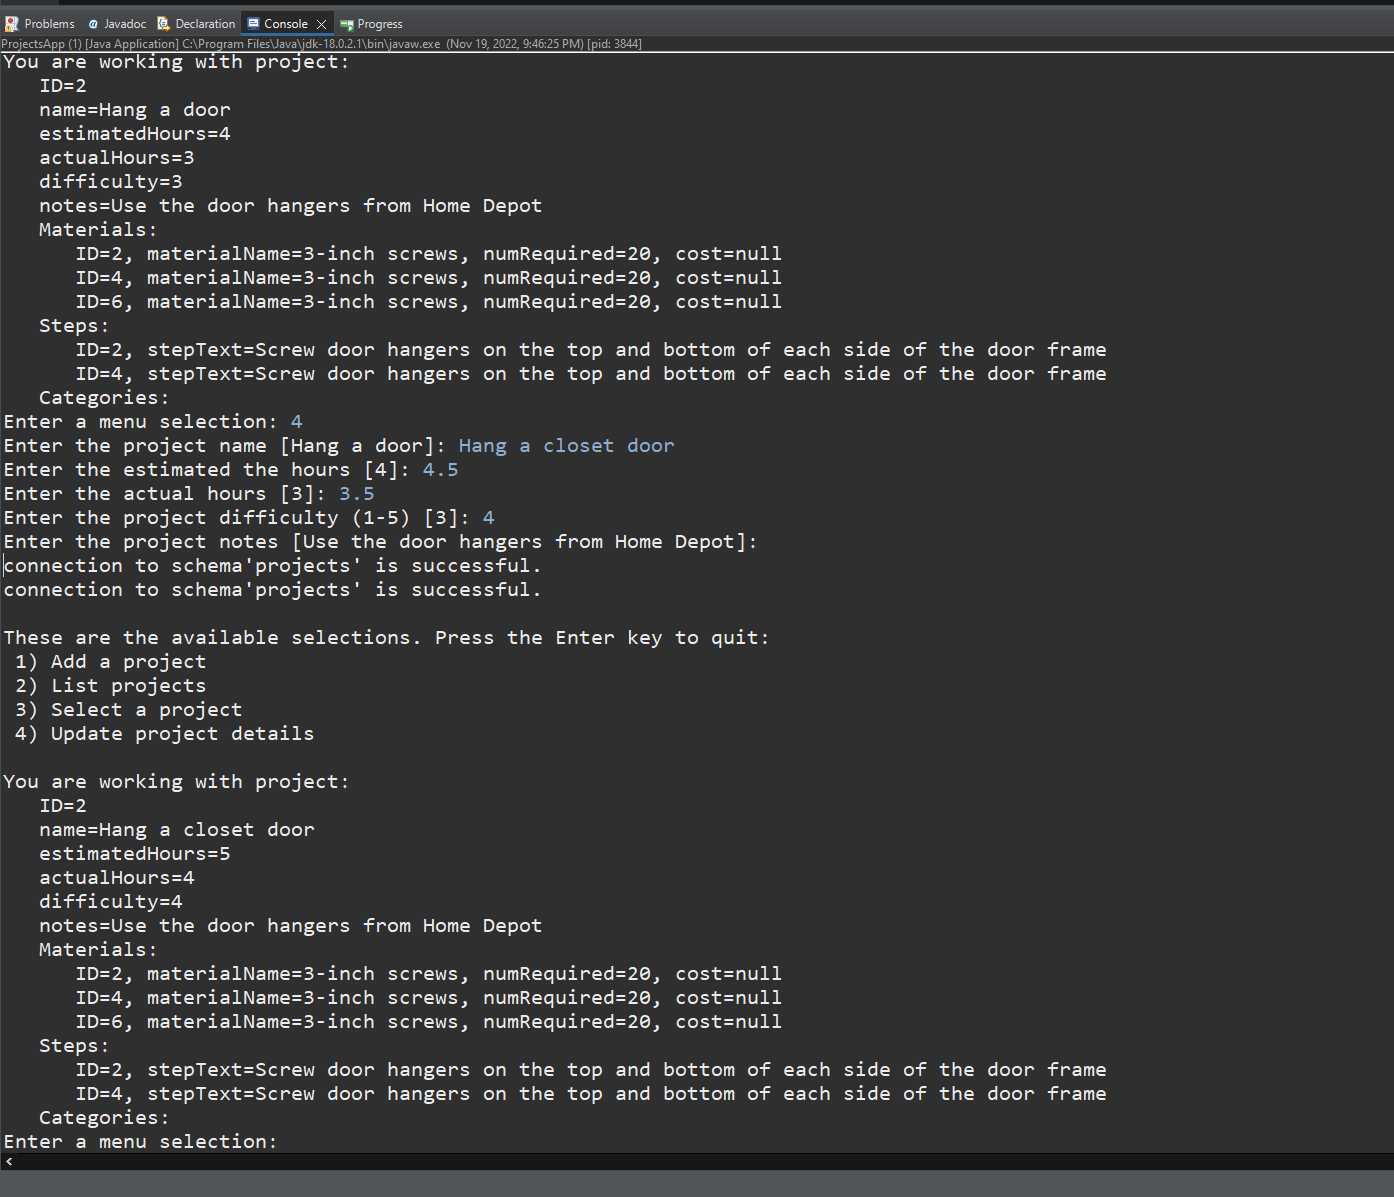 Problems Javadoc Declaration Console Progress
ProjectsApp (1) [Java Application] C:\Program Files\Java\jdk-18.0.2.1\bin\javaw.exe (Nov 19, 2022, 9:46:25 PM) [pid: 3844]
You are working with project:
   ID=2
   name=Hang a door
   estimatedHours=4
   actualHours=3
   difficulty=3
   notes=Use the door hangers from Home Depot
   Materials:
      ID=2, materialName=3-inch screws, numRequired=20, cost=null
      ID=4, materialName=3-inch screws, numRequired=20, cost=null
      ID=6, materialName=3-inch screws, numRequired=20, cost=null
   Steps:
      ID=2, stepText=Screw door hangers on the top and bottom of each side of the door frame
      ID=4, stepText=Screw door hangers on the top and bottom of each side of the door frame
   Categories:
Enter a menu selection: 4
Enter the project name [Hang a door]: Hang a closet door
Enter the estimated the hours [4]: 4.5
Enter the actual hours [3]: 3.5
Enter the project difficulty (1-5) [3]: 4
Enter the project notes [Use the door hangers from Home Depot]:
connection to schema'projects' is successful.
connection to schema'projects' is successful.

These are the available selections. Press the Enter key to quit:
 1) Add a project
 2) List projects
 3) Select a project
 4) Update project details

You are working with project:
   ID=2
   name=Hang a closet door
   estimatedHours=5
   actualHours=4
   difficulty=4
   notes=Use the door hangers from Home Depot
   Materials:
      ID=2, materialName=3-inch screws, numRequired=20, cost=null
      ID=4, materialName=3-inch screws, numRequired=20, cost=null
      ID=6, materialName=3-inch screws, numRequired=20, cost=null
   Steps:
      ID=2, stepText=Screw door hangers on the top and bottom of each side of the door frame
      ID=4, stepText=Screw door hangers on the top and bottom of each side of the door frame
   Categories:
Enter a menu selection: